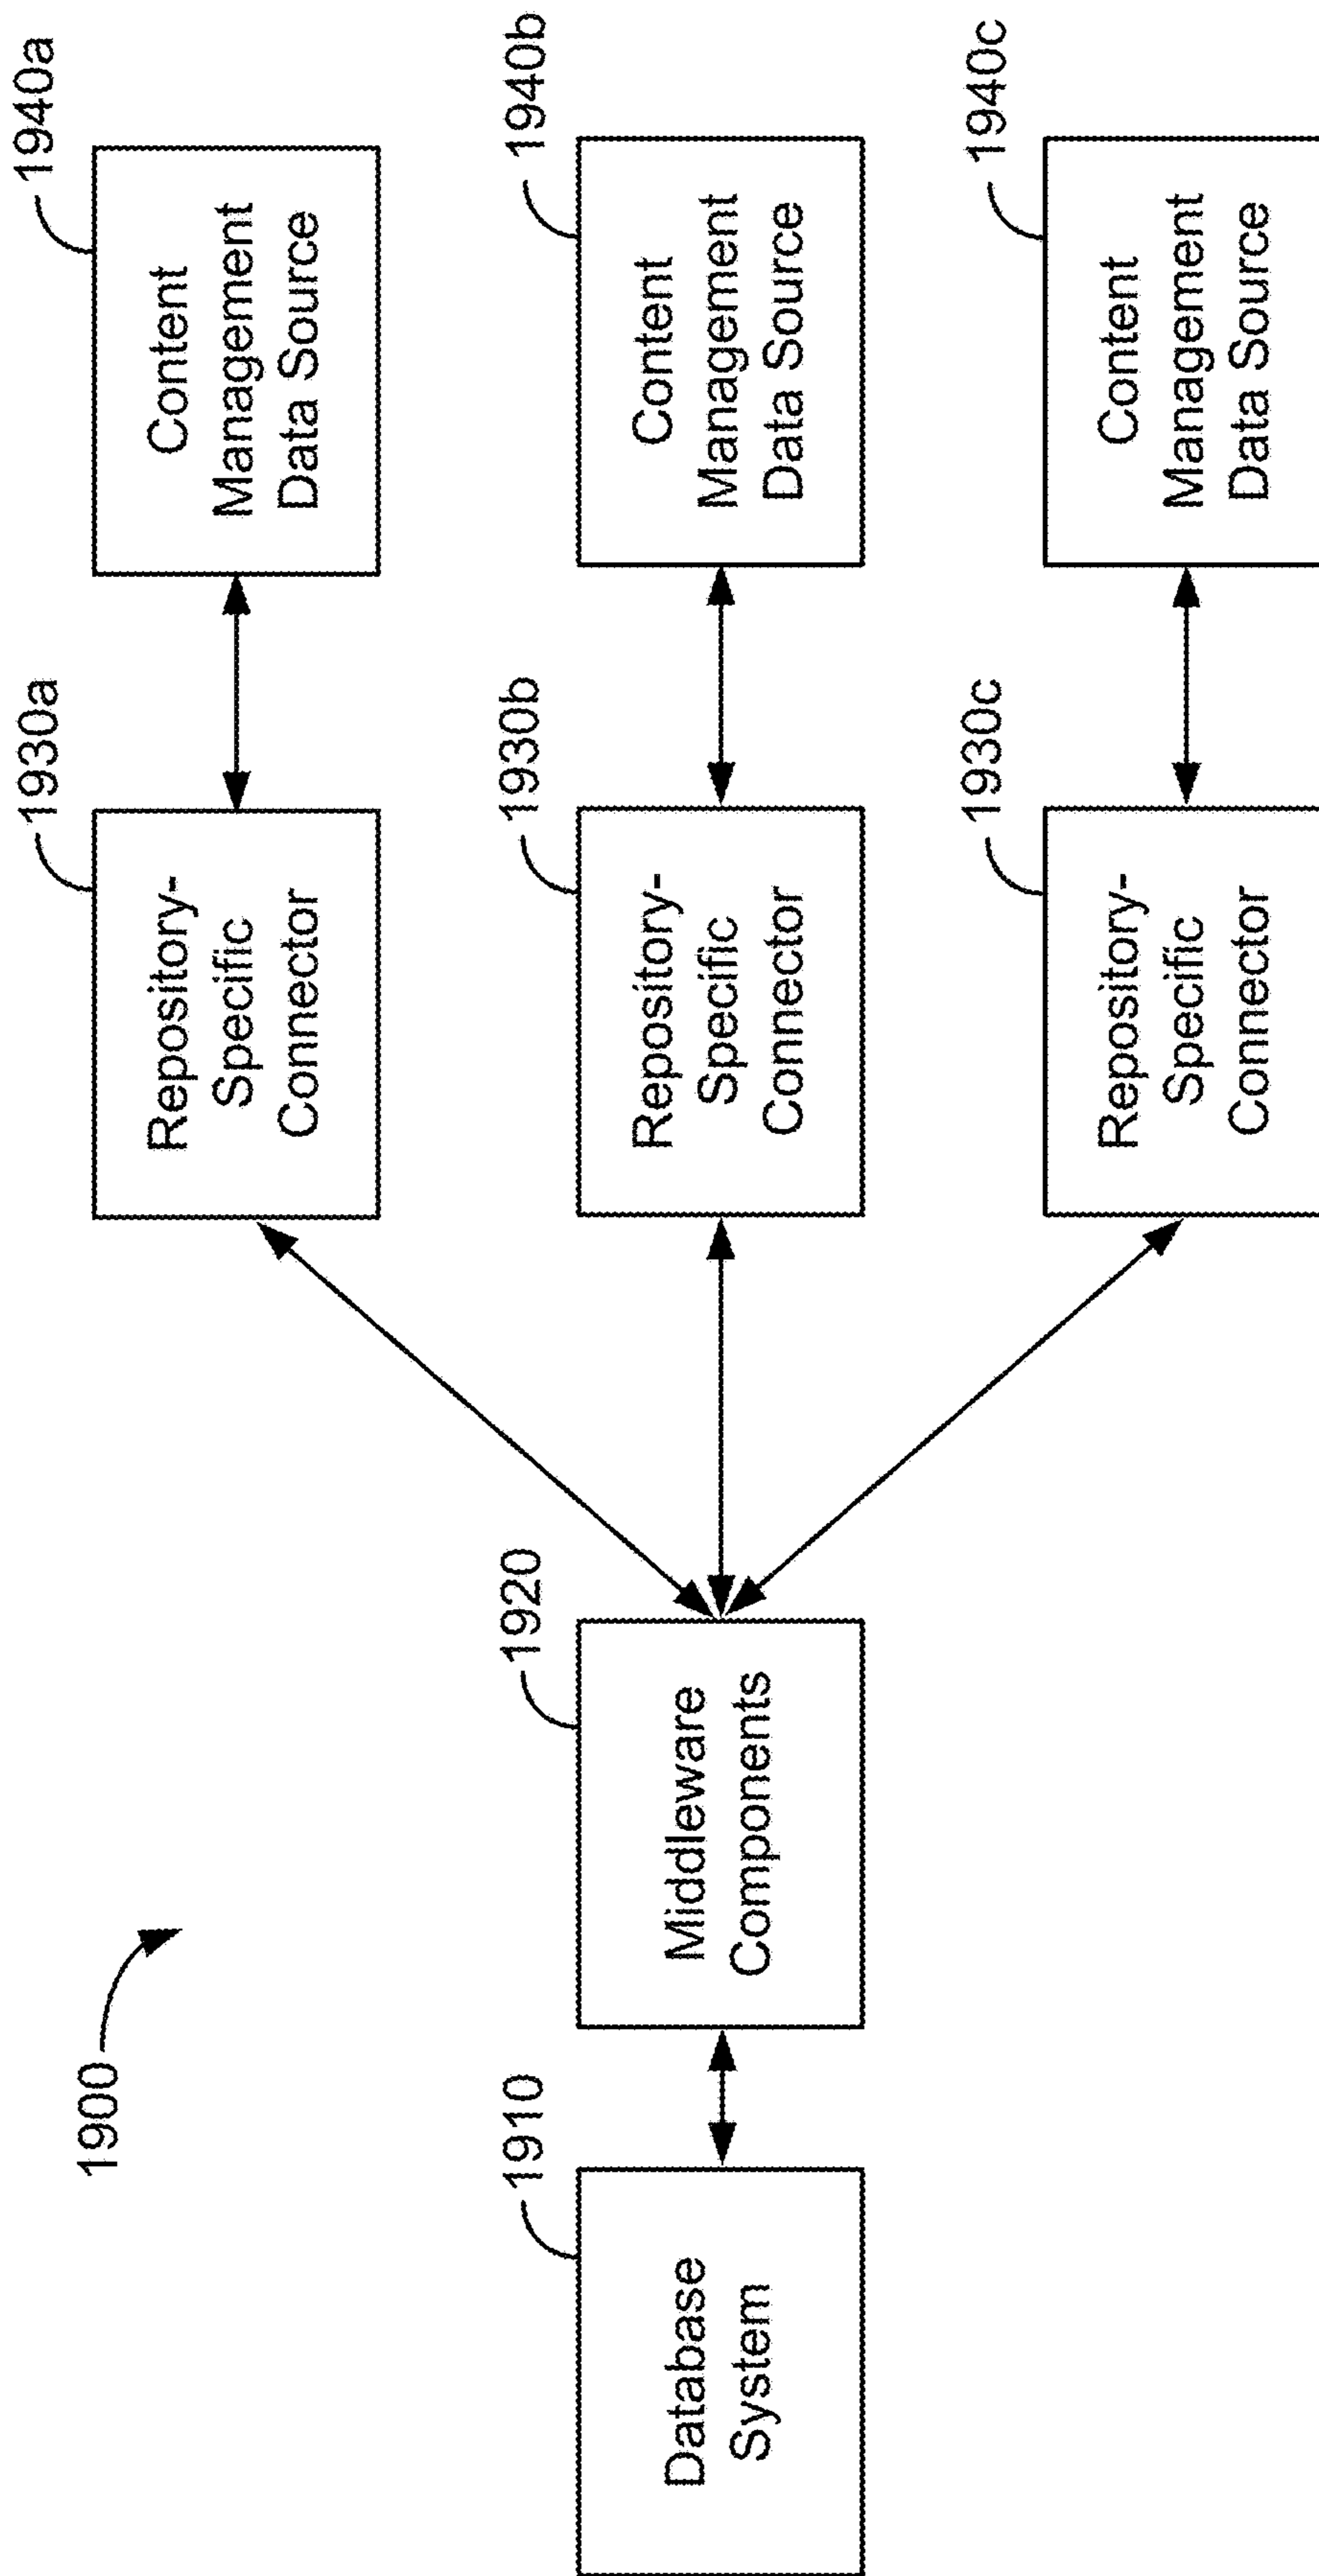 1900
1910
Database
System
1920
Middleware
Components
1930a
Repository-
Specific
Connector
1940a
Content
Management
Data Source
1930b
Repository-
Specific
Connector
1940b
Content
Management
Data Source
1930c
Repository-
Specific
Connector
1940c
Content
Management
Data Source